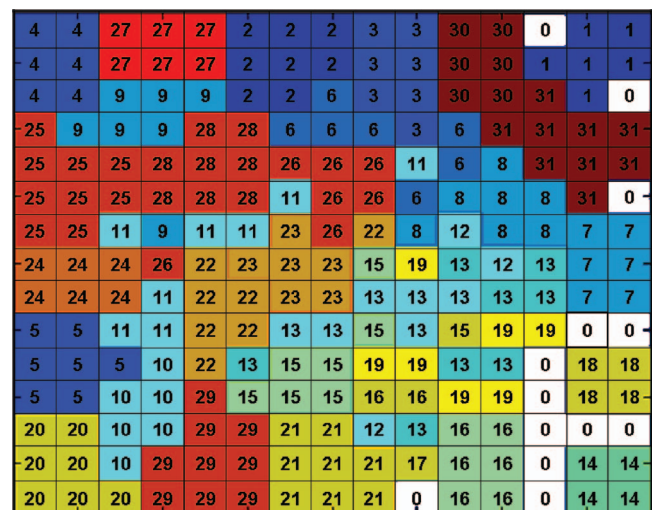 4 4 27 27 27 2 2 2 3 3 30 30 0 1 1
4 4 27 27 27 2 2 2 3 3 30 30 1 1 1
4 4 9 9 9 2 2 6 3 3 30 30 31 1 0
25 9 9 9 28 28 6 6 6 3 6 31 31 31 31
25 25 25 28 28 28 26 26 26 11 6 8 31 31 31
25 25 25 28 28 28 11 26 26 6 8 8 8 31 0
25 25 11 9 11 11 23 26 22 8 12 8 8 7 7
24 24 24 26 22 23 23 23 15 19 13 12 13 7 7
24 24 24 11 22 22 23 23 13 13 13 13 13 7 7
5 5 11 11 22 22 13 13 15 13 15 19 19 0 0
5 5 5 10 22 13 15 15 19 19 13 13 0 18 18
5 5 10 10 29 15 15 15 16 16 19 19 0 18 18
20 20 10 10 29 29 21 21 12 13 16 16 0 0 0
20 20 10 29 29 29 21 21 21 17 16 16 0 14 14
20 20 20 29 29 29 21 21 21 0 16 16 0 14 14